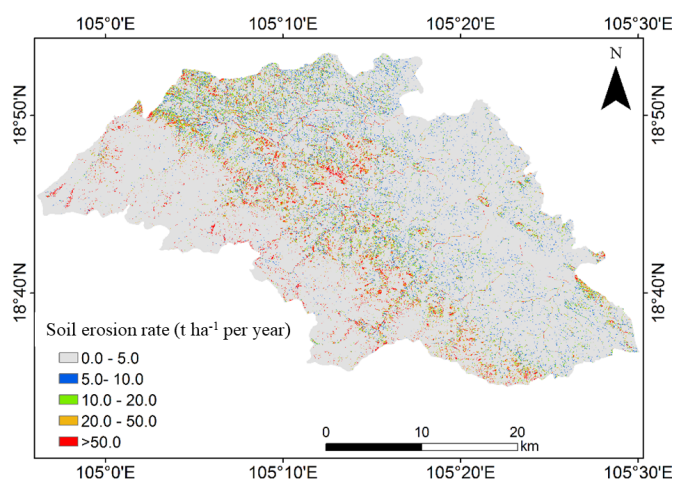 105°0'E 105°10'E 105°20'E 105°30'E
N
18°50'N 18°50'N
18°40'N 18°40'N
Soil erosion rate (t ha⁻¹ per year)
0.0 - 5.0
5.0- 10.0
10.0 - 20.0
20.0 - 50.0
>50.0
0 10 20
km
105°0'E 105°10'E 105°20'E 105°30'E